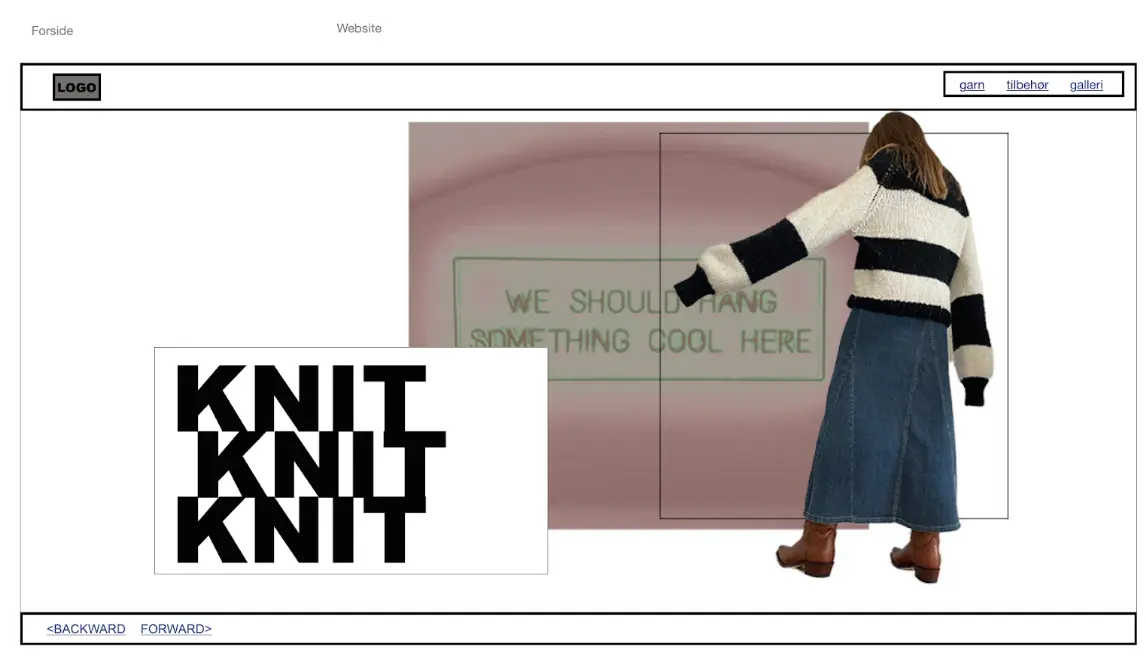 Forside
Website
LOGO
garn tilbehør galleri
WE SHOULD HANG
SOMETHING COOL HERE
KNIT
KNIT
KNIT
<BACKWARD FORWARD>